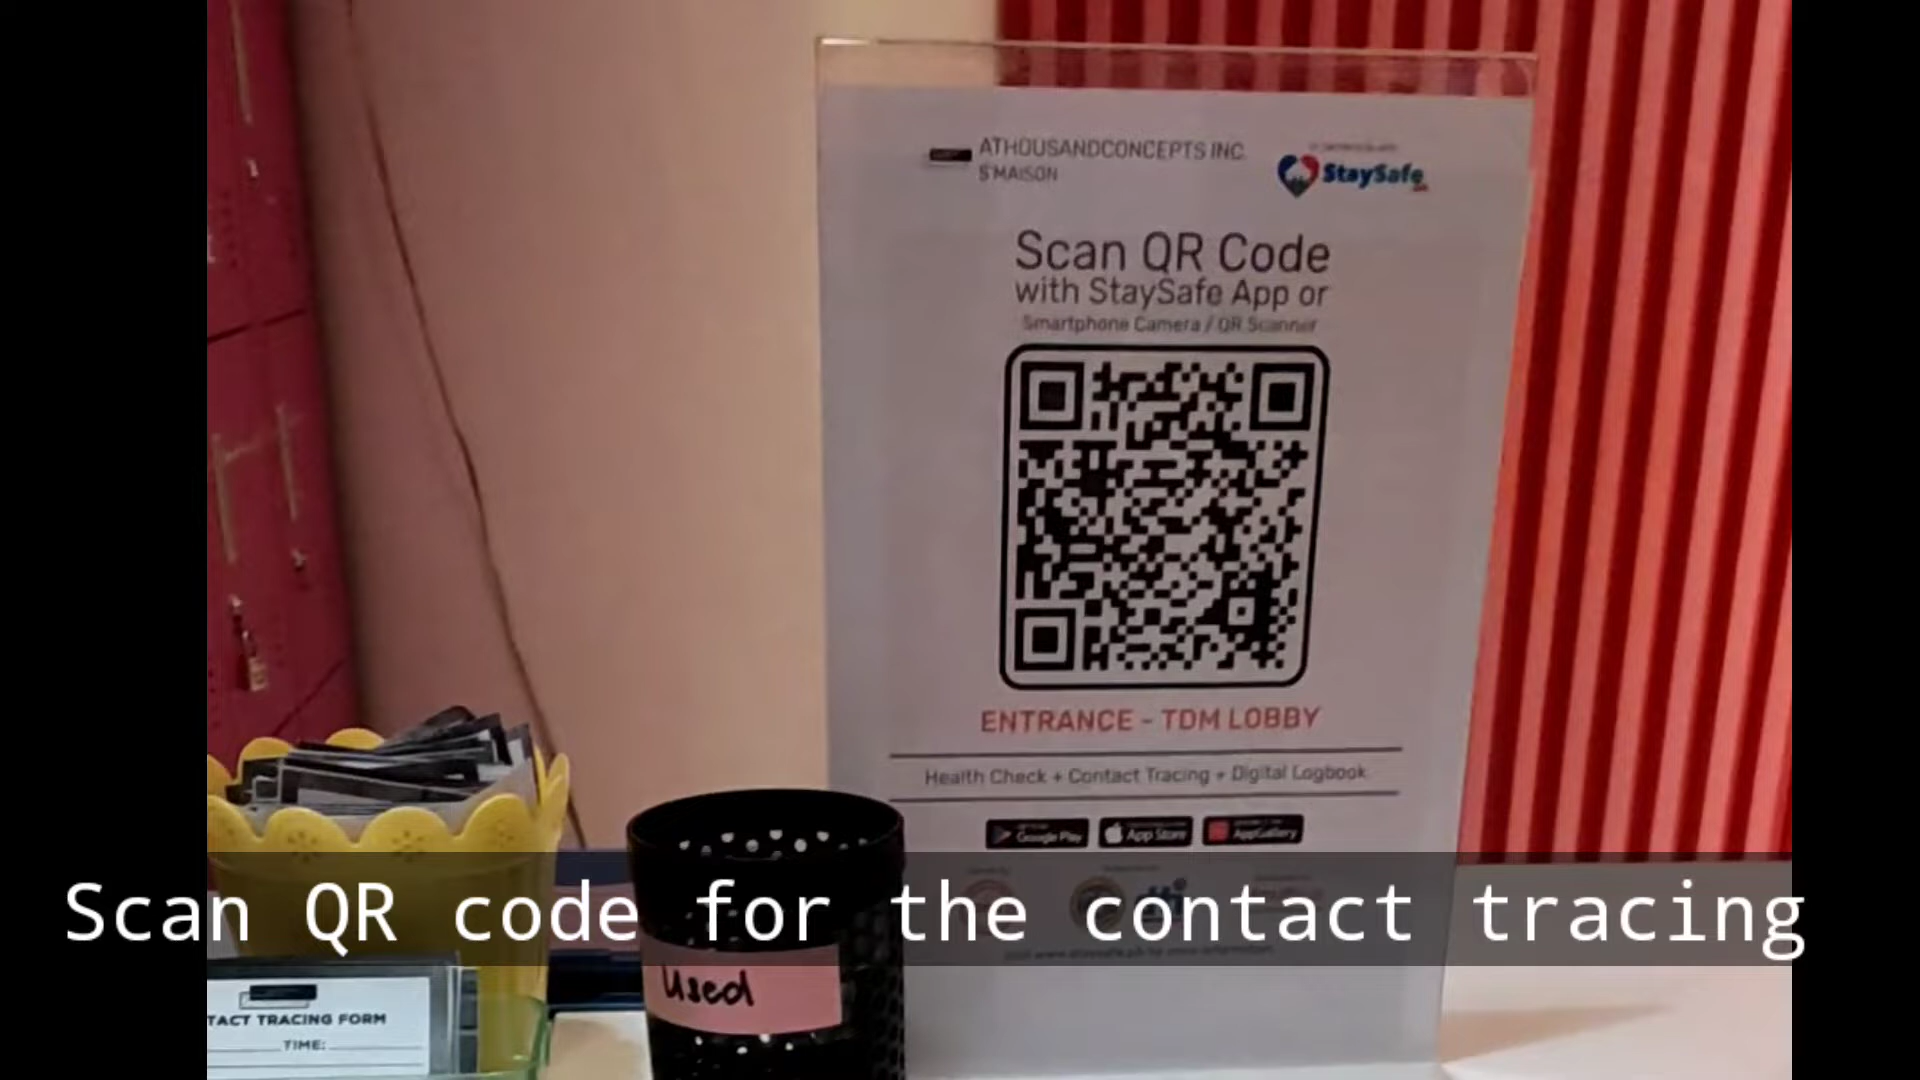 ATHOUSANDCONCEPTS INC.
S'MAISON
StaySafe
Scan QR Code
with StaySafe App or
Smartphone Camera / QR Scanner
ENTRANCE - TDM LOBBY
Health Check + Contact Tracing + Digital Logbook
Google Play
App Store
AppGallery
Scan QR code for the contact tracing
Used
TACT TRACING FORM
TIME: